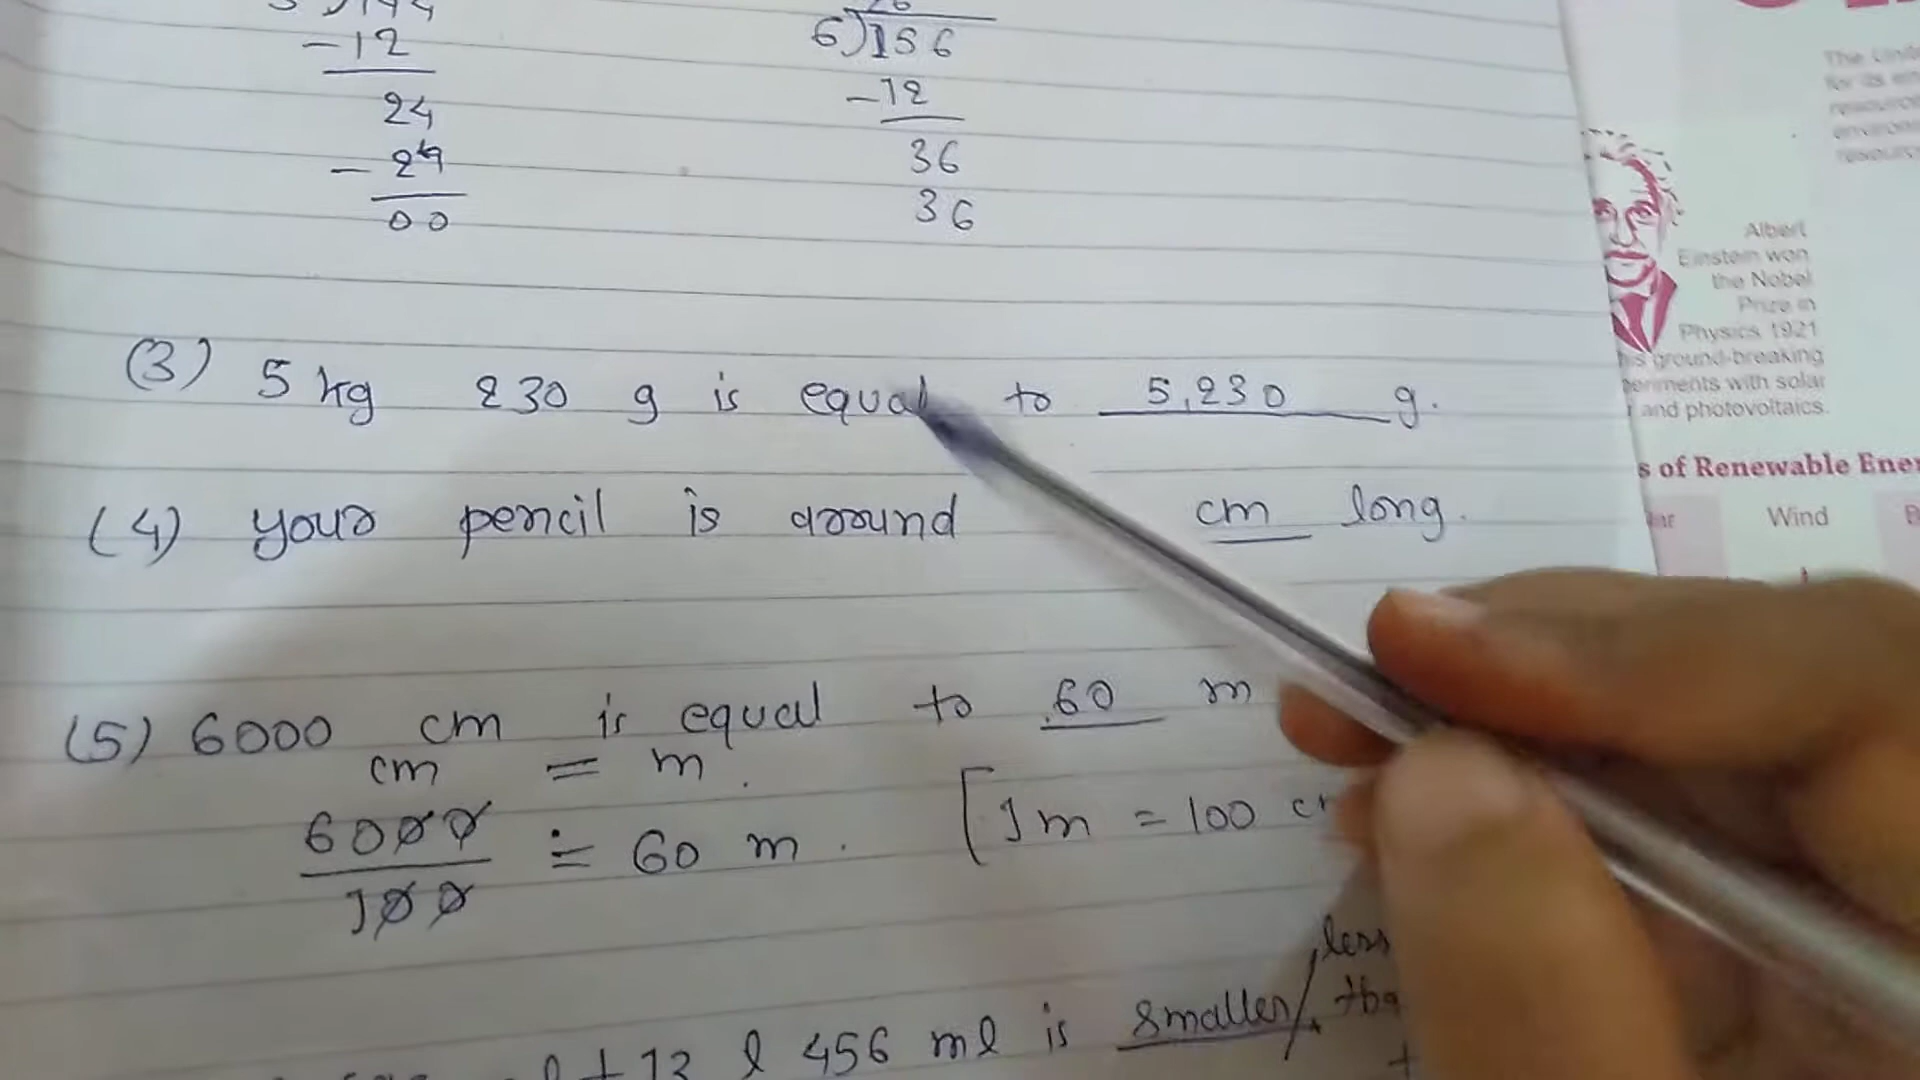 -12
24
- 24
00
6)156
-12
36
36
(3) 5 kg 230 g is equal to 5,230 g.
(4) your pencil is around cm long.
(5) 6000 cm is equal to 60 m
cm = m.
6000
100
= 60 m.
[1m = 100
less
l 456 ml is smaller/
Albert
Einstein won
the Nobel
Prize in
Physics 1921
ground-breaking
with solar
and photovoltaics.
s of Renewable Ener
Wind